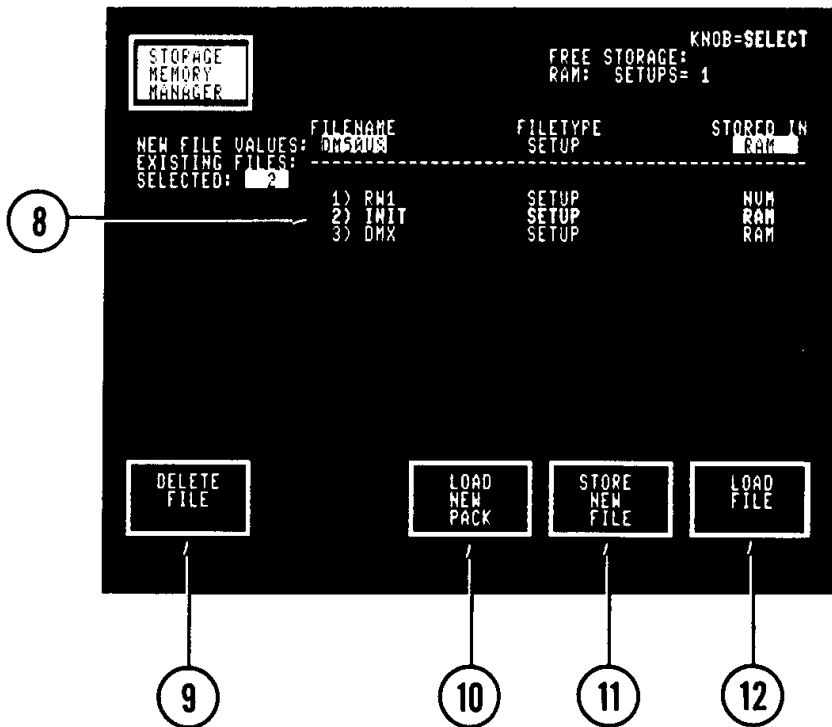 KNOB=SELECT
STORAGE
MEMORY
MANAGER
FREE STORAGE:
RAM: SETUPS= 1
FILENAME FILETYPE STORED IN
NEW FILE VALUES: SETUP RAM
EXISTING FILES:
SELECTED: 2
1) RW1 SETUP NVM
8
2) INIT SETUP RAM
3) DMX SETUP RAM
DELETE
FILE
LOAD
NEW
PACK
STORE
NEW
FILE
LOAD
FILE
9 10 11 12